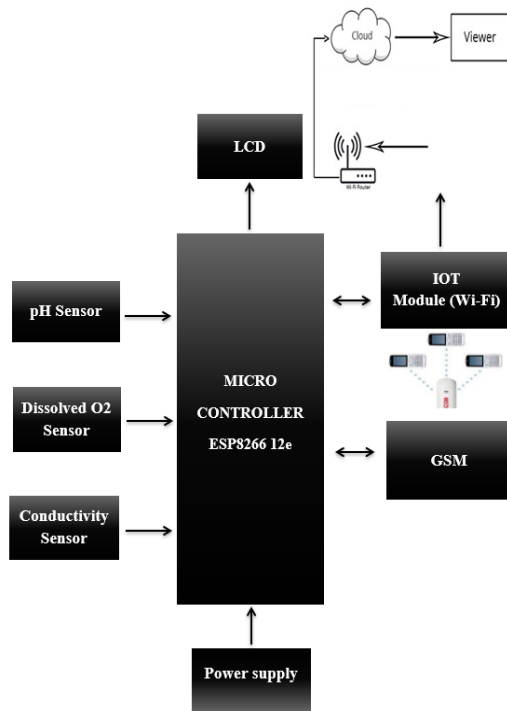 Cloud
Viewer
LCD
Wi Fi Router
IOT
Module (Wi-Fi)
pH Sensor
MICRO
CONTROLLER
ESP8266 12e
Dissolved O2
Sensor
GSM
Conductivity
Sensor
Power supply